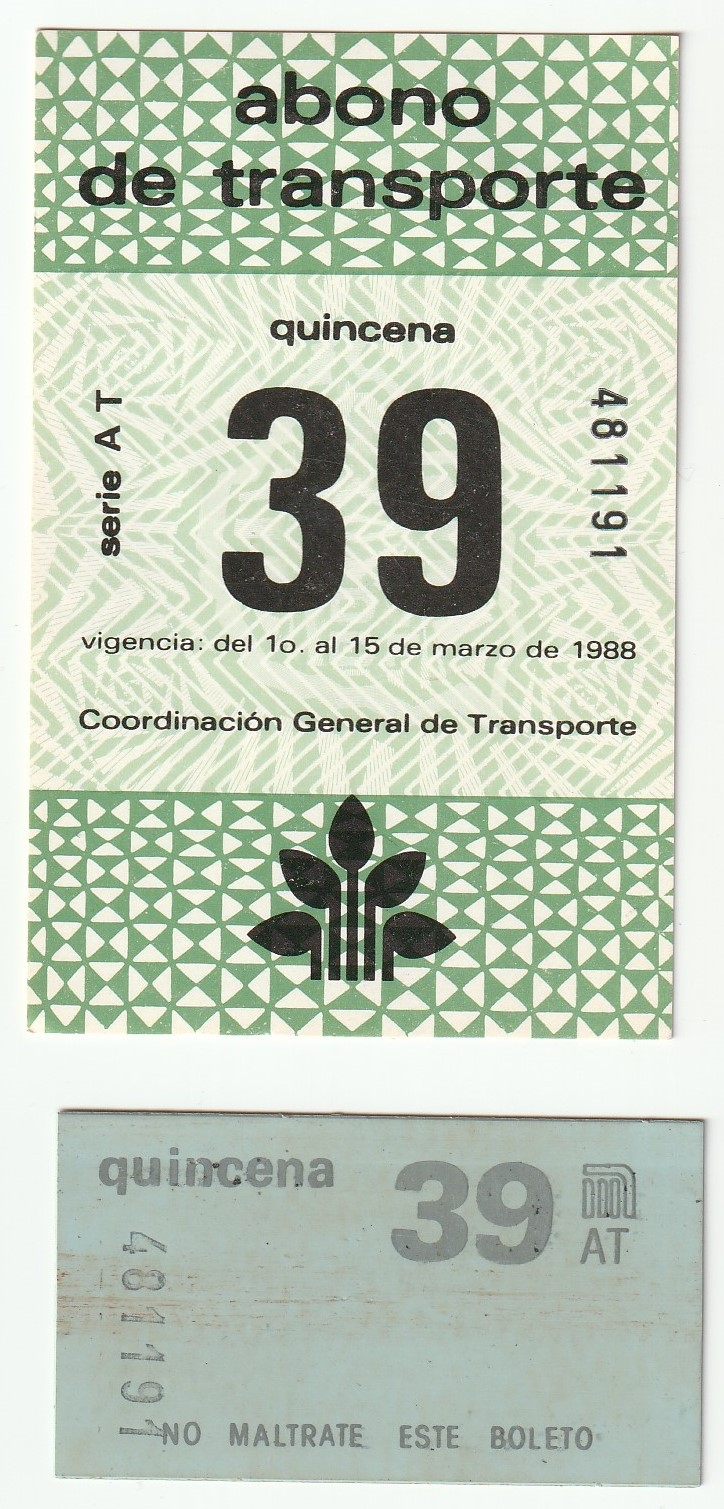 abono
de transporte
quincena
serie AT
39
481191
vigencia: del 1o. al 15 de marzo de 1988
Coordinación General de Transporte
quincena
39
AT
481191
NO MALTRATE ESTE BOLETO